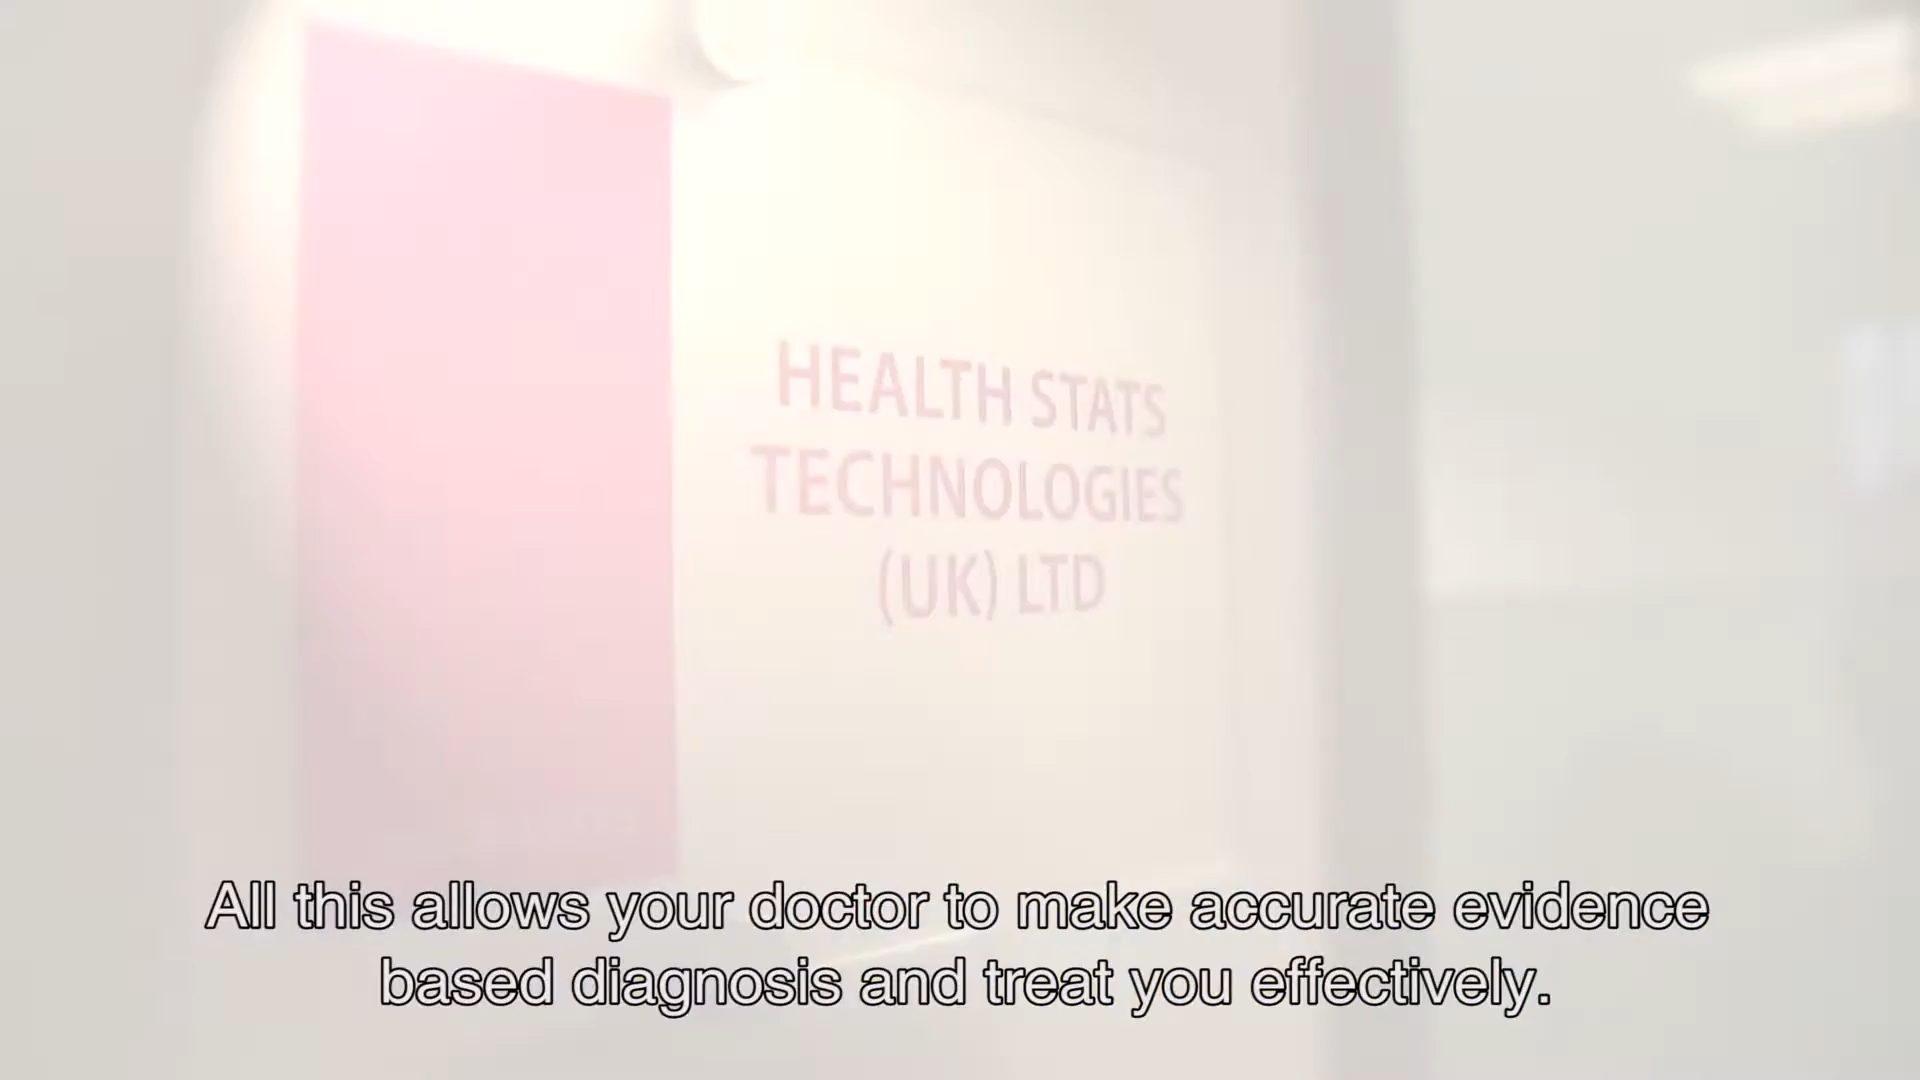 HEALTH STATS
TECHNOLOGIES
(UK) LTD
All this allows your doctor to make accurate evidence
based diagnosis and treat you effectively.